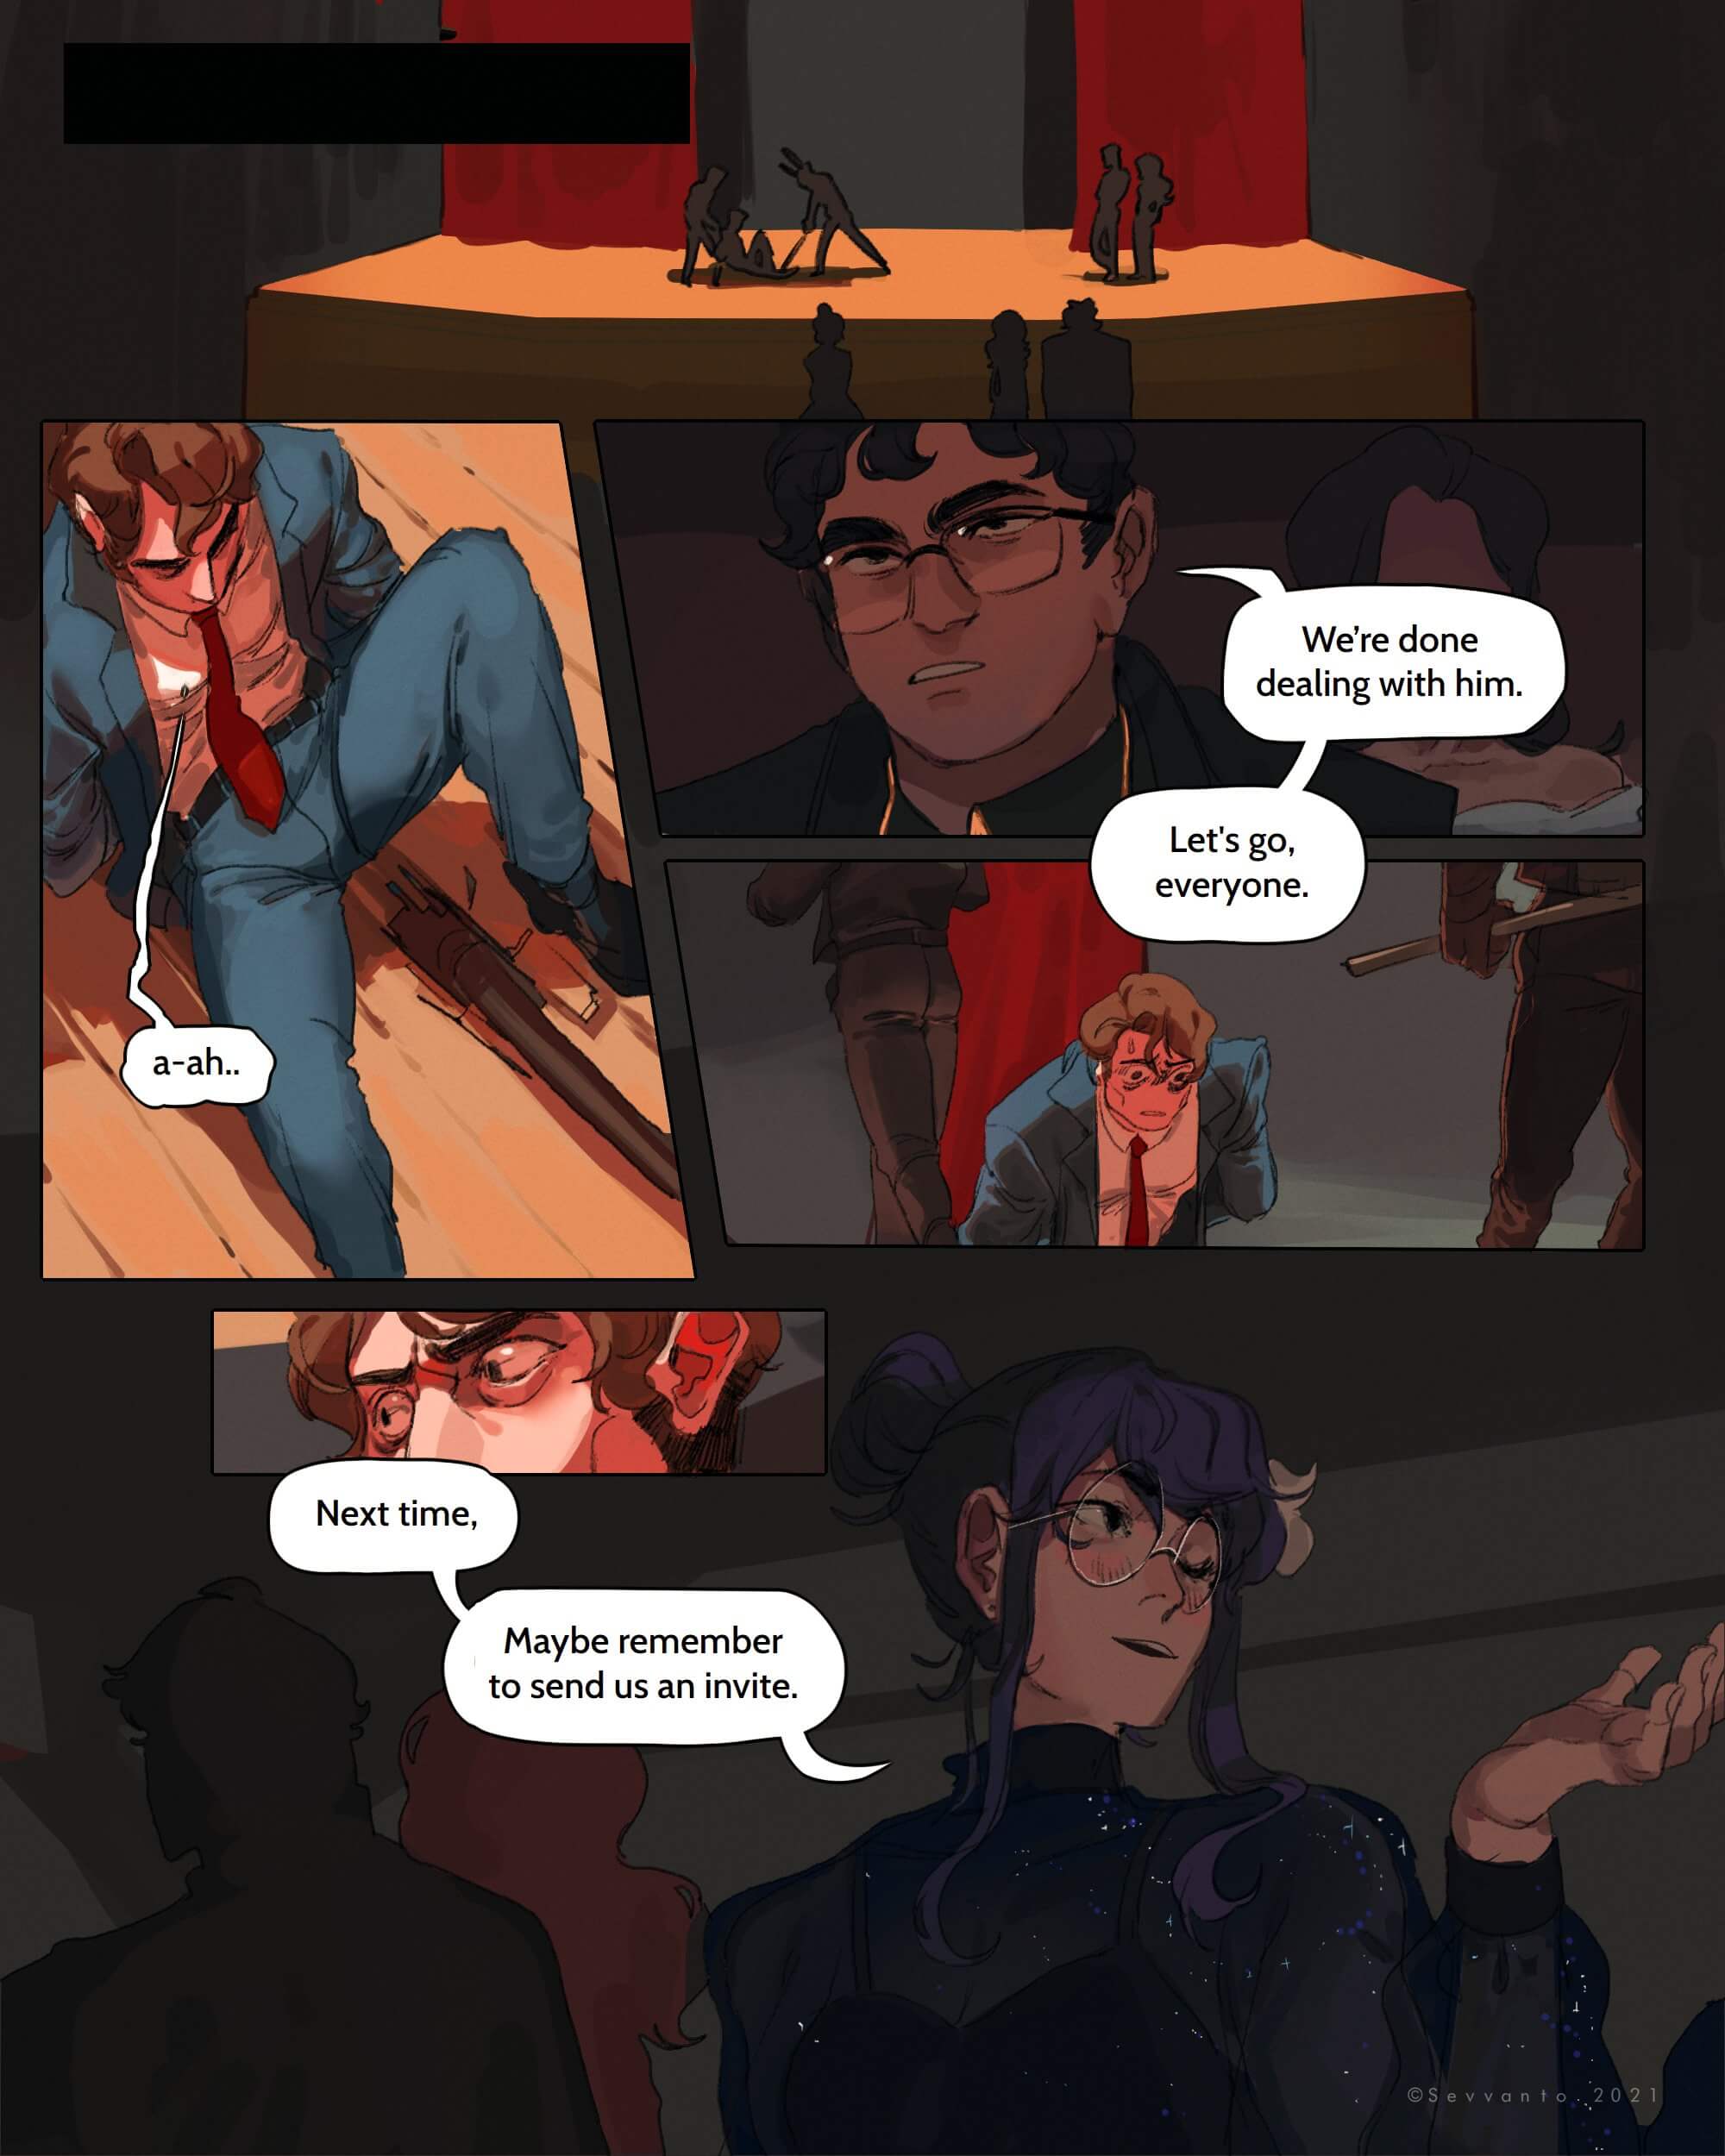 We're done
dealing with him.
Let's go,
everyone.
a-ah..
Next time,
Maybe remember
to send us an invite.
©Sevvanto.2021